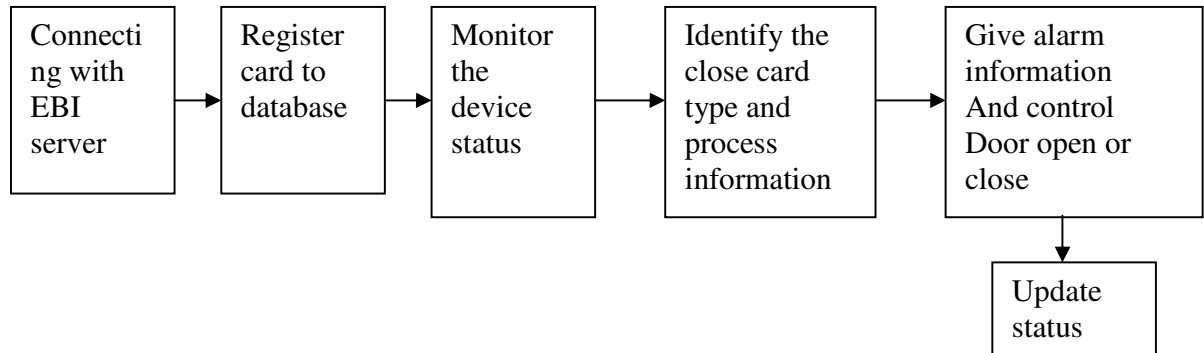 Connecti
ng with
EBI
server
Register
card to
database
Monitor
the
device
status
Identify the
close card
type and
process
information
Give alarm
information
And control
Door open or
close
Update
status